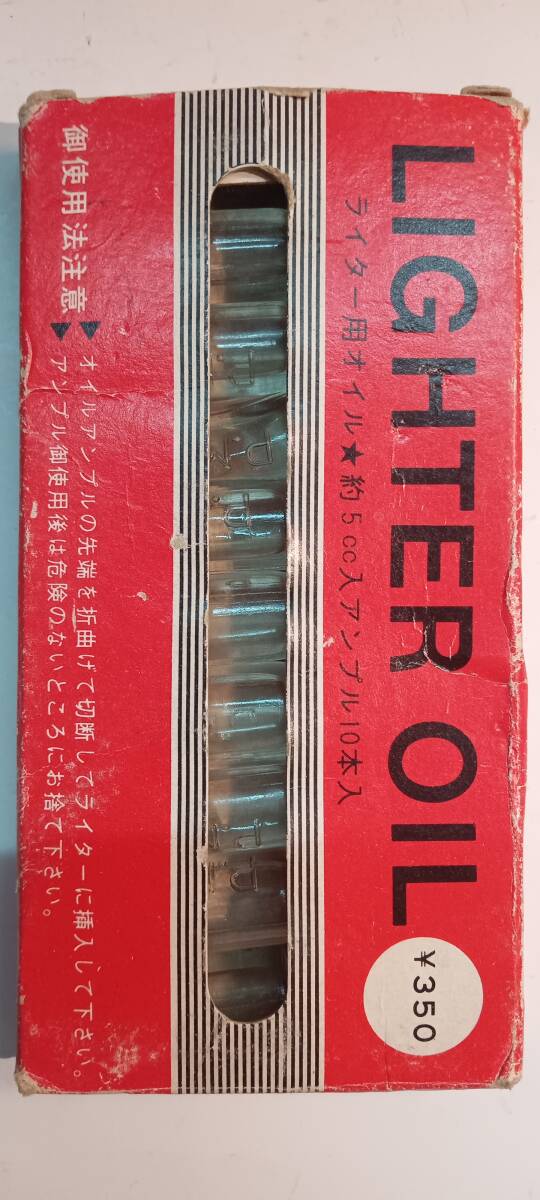 LIGHTER OIL
ライター用オイル★約5cc入アンプル10本入
¥350
御使用法注意
▼オイルアンプルの先端を折曲げて切断してライターに挿入して下さい。
▼アンプル御使用後は危険のないところにお捨て下さい。